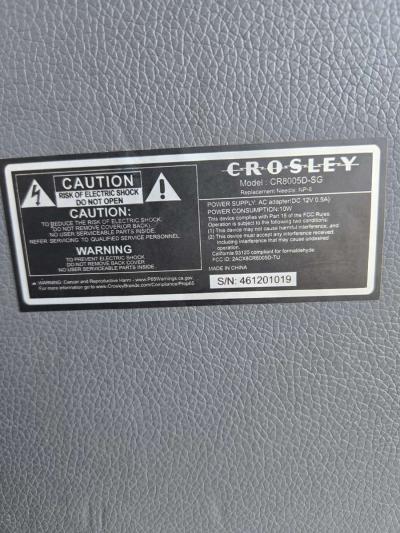 CAUTION
RISK OF ELECTRIC SHOCK
DO NOT OPEN
CAUTION:
TO REDUCE THE RISK OF ELECTRIC SHOCK,
DO NOT REMOVE COVER (OR BACK).
NO USER SERVICEABLE PARTS INSIDE.
REFER SERVICING TO QUALIFIED SERVICE PERSONNEL.
WARNING
TO PREVENT ELECTRIC SHOCK
DO NOT REMOVE BACK COVER
NO USER SERVICEABLE PARTS INSIDE
WARNING: Cancer and Reproductive Harm - www.P65Warnings.ca.gov
For more information go to:www.CrosleyBrands.com/Compliance/Prop65
CROSLEY
Model : CR8005D-SG
Replacement Needle: NP-6
POWER SUPPLY: AC adapter(DC 12V 0.5A)
POWER CONSUMPTION:10W
This device complies with Part 15 of the FCC Rules
Operation is subject to the following two conditions:
(1) This device may not cause harmful interference, and
(2) This device must accept any interference received
including interference that may cause undesired
operation.
California 93120 compliant for formaldehyde
FCC ID: 2ACX8CR8005D-TU
MADE IN CHINA
S/N: 461201019